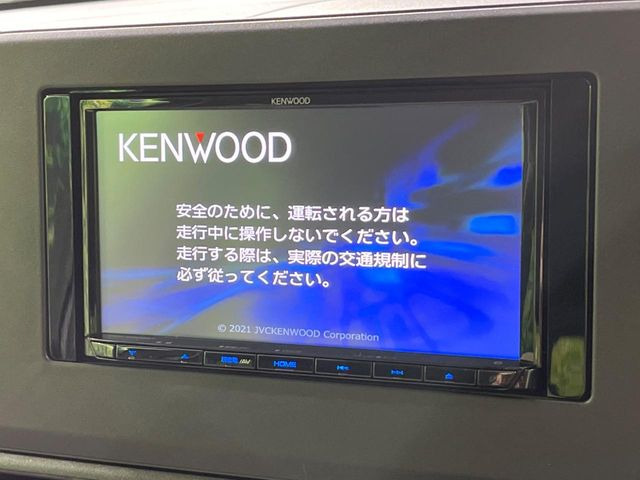 KENWOOD
KENWOOD
安全のために、運転される方は
走行中に操作しないでください。
走行する際は、実際の交通規制に
必ず従ってください。
© 2021 JVCKENWOOD Corporation
/AV HOME